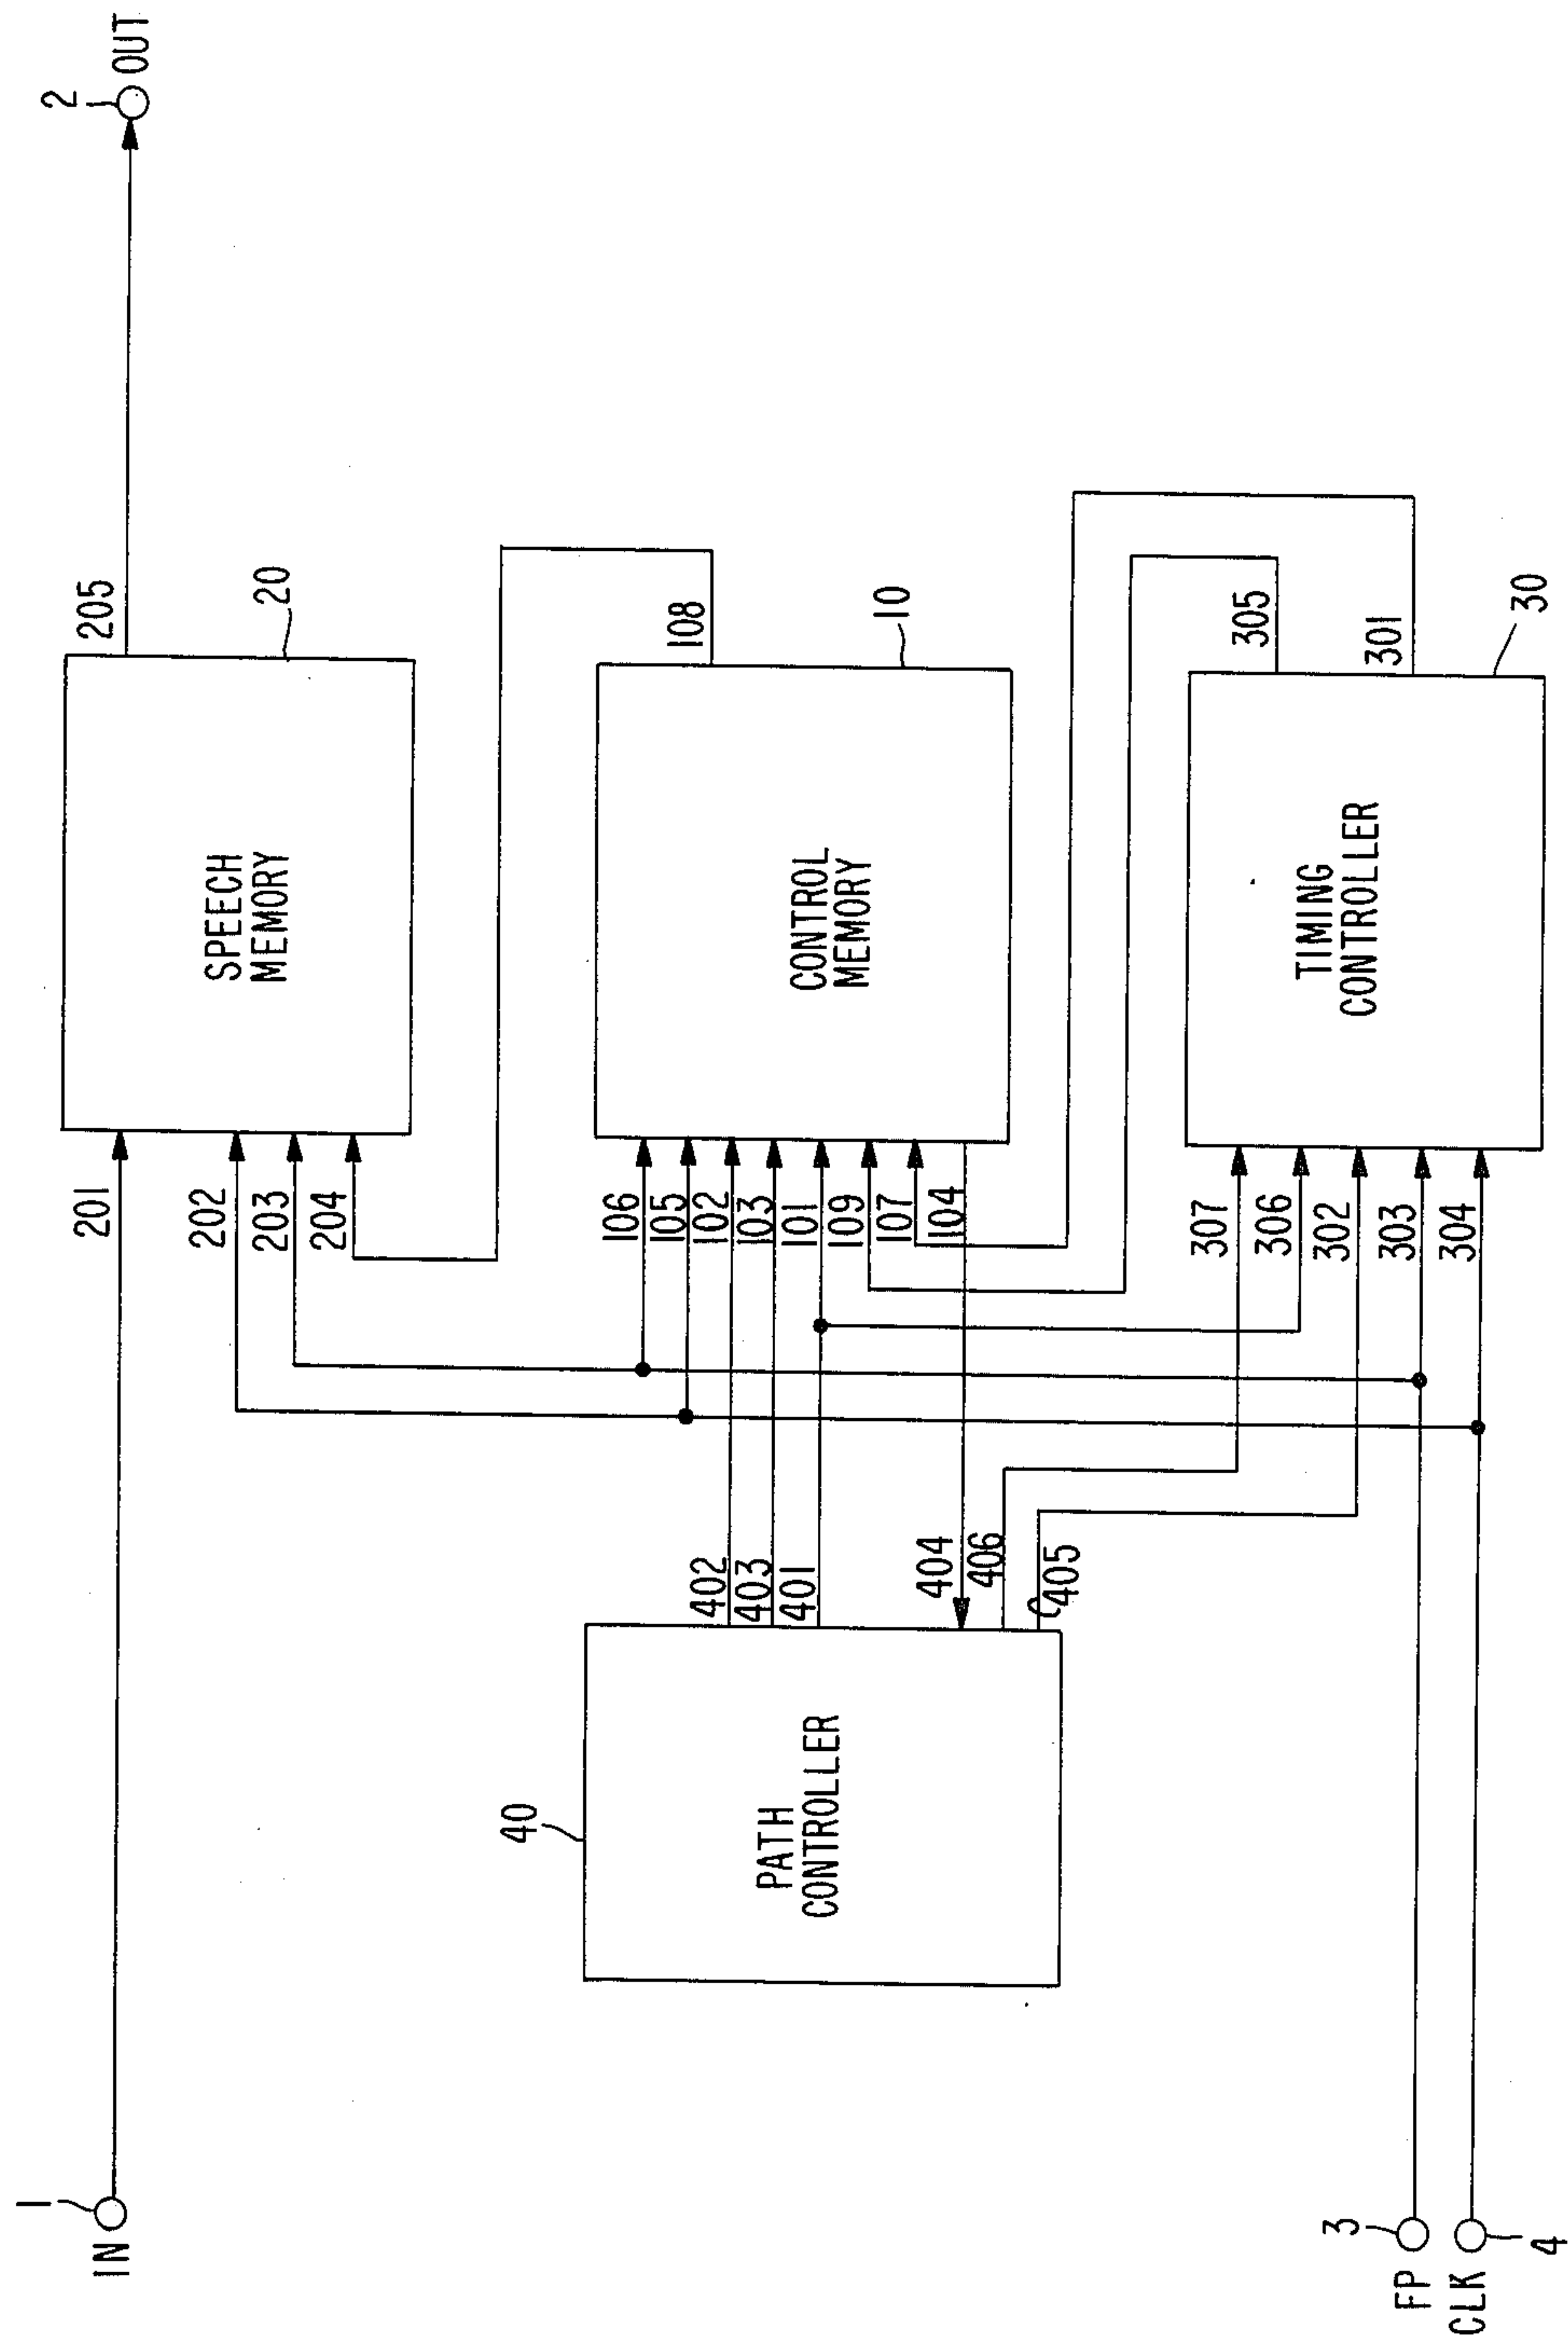 1
IN
201
205
2
OUT
SPEECH
MEMORY
20
202
203
204
108
40
PATH
CONTROLLER
402
403
401
404
406
405
106
105
102
103
101
109
107
104
CONTROL
MEMORY
10
307
306
302
303
304
TIMING
CONTROLLER
305
301
30
3
FP
CLK
4